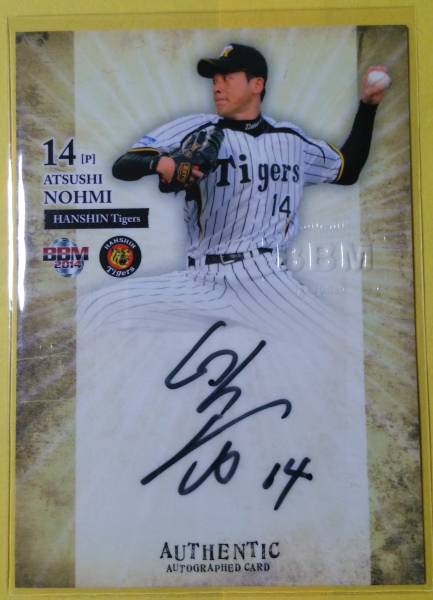 14 [P]
ATSUSHI
NOHMI
HANSHIN Tigers
BBM
2014
HANSHIN
Tigers
Tigers
14
BBM
14
AUTHENTIC
AUTOGRAPHED CARD